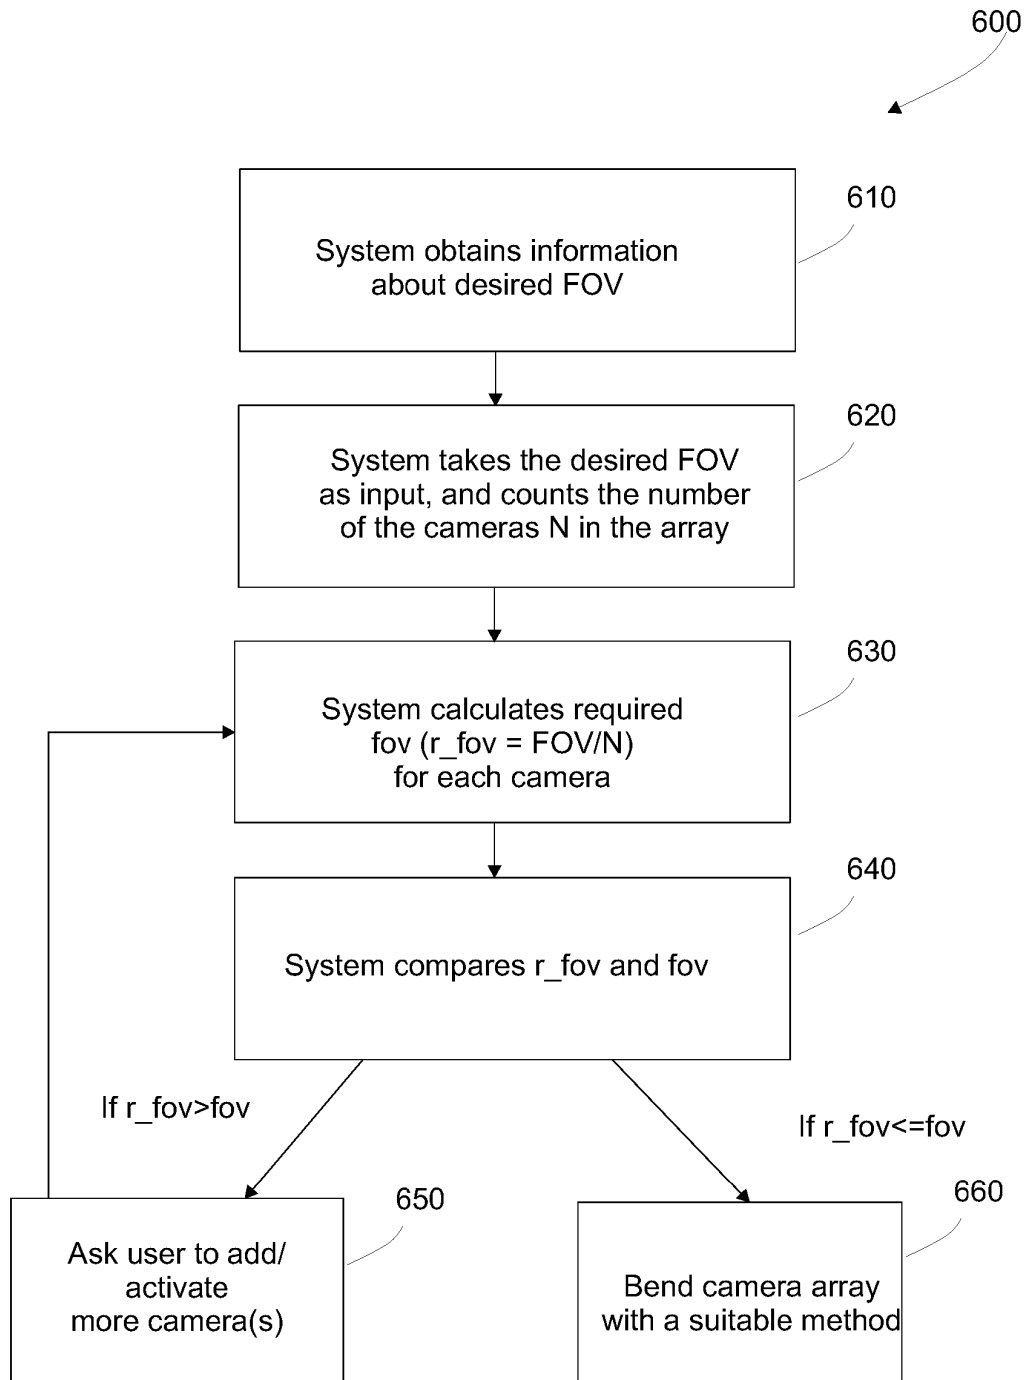 600
610
System obtains information
about desired FOV
620
System takes the desired FOV
as input, and counts the number
of the cameras N in the array
630
System calculates required
fov (r_fov = FOV/N)
for each camera
640
System compares r_fov and fov
If r_fov>fov
If r_fov<=fov
650
Ask user to add/
activate
more camera(s)
660
Bend camera array
with a suitable method